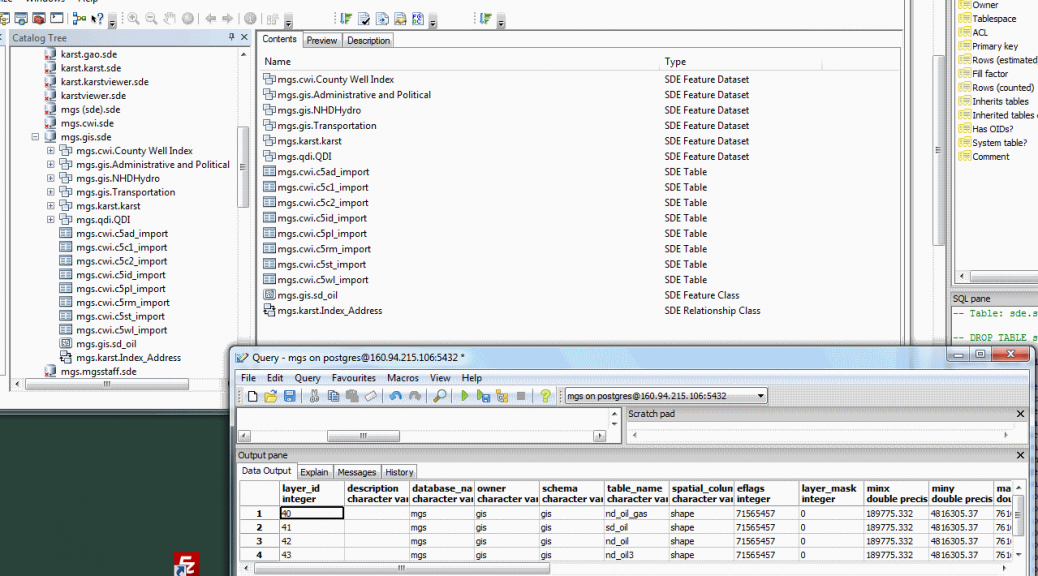 Windows Help
Catalog Tree
karst.gao.sde
karst.karst.sde
karst.karstviewer.sde
karstviewer.sde
mgs (sde).sde
mgs.cwi.sde
mgs.gis.sde
mgs.cwi.County Well Index
mgs.gis.Administrative and Political
mgs.gis.NHDHydro
mgs.gis.Transportation
mgs.karst.karst
mgs.qdi.QDI
mgs.cwi.c5ad_import
mgs.cwi.c5c1_import
mgs.cwi.c5c2_import
mgs.cwi.c5id_import
mgs.cwi.c5pl_import
mgs.cwi.c5rm_import
mgs.cwi.c5st_import
mgs.cwi.c5wl_import
mgs.gis.sd_oil
mgs.karst.Index_Address
mgs.mgsstaff.sde
Contents Preview Description
Name Type
mgs.cwi.County Well Index SDE Feature Dataset
mgs.gis.Administrative and Political SDE Feature Dataset
mgs.gis.NHDHydro SDE Feature Dataset
mgs.gis.Transportation SDE Feature Dataset
mgs.karst.karst SDE Feature Dataset
mgs.qdi.QDI SDE Feature Dataset
mgs.cwi.c5ad_import SDE Table
mgs.cwi.c5c1_import SDE Table
mgs.cwi.c5c2_import SDE Table
mgs.cwi.c5id_import SDE Table
mgs.cwi.c5pl_import SDE Table
mgs.cwi.c5rm_import SDE Table
mgs.cwi.c5st_import SDE Table
mgs.cwi.c5wl_import SDE Table
mgs.gis.sd_oil SDE Feature Class
mgs.karst.Index_Address SDE Relationship Class
Owner
Tablespace
ACL
Primary key
Rows (estimated
Fill factor
Rows (counted)
Inherits tables
Inherited tables
Has OIDs?
System table?
Comment
SQL pane
-- Table: sde.s
-- DROP TABLE s
Query - mgs on postgres@160.94.215.106:5432 *
File Edit Query Favourites Macros View Help
mgs on postgres@160.94.215.106:5432
Scratch pad
Output pane
Data Output Explain Messages History
layer_id description database_na owner schema table_name spatial_colum eflags layer_mask minx miny ma
integer character var character var character var character var character var character var integer integer double precis double precis dou
1 40 mgs gis gis nd_oil_gas shape 71565457 0 189775.332 4816305.37 761
2 41 mgs gis gis sd_oil shape 71565457 0 189775.332 4816305.37 761
3 42 mgs gis gis nd_oil shape 71565457 0 189775.332 4816305.37 761
4 43 mgs gis gis nd_oil3 shape 71565457 0 189775.332 4816305.37 761